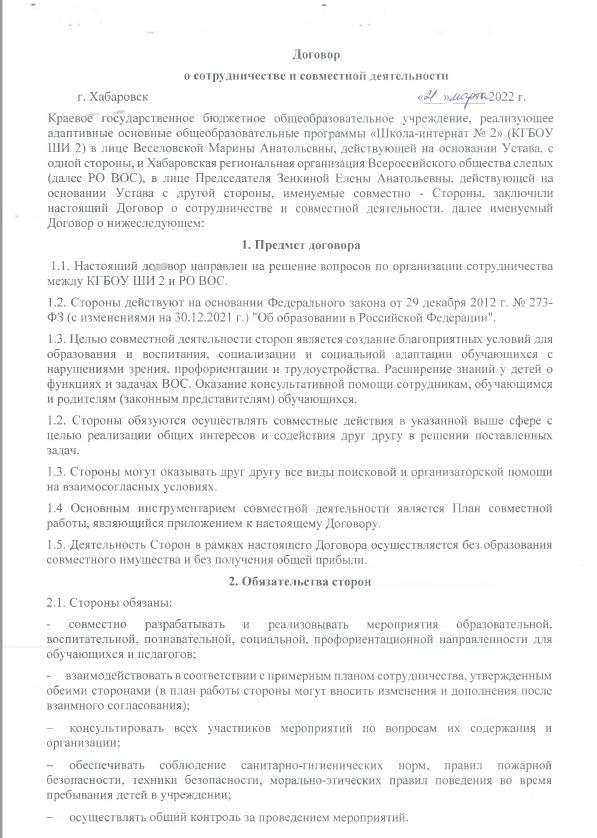 Договор
о сотрудничестве и совместной деятельности
г. Хабаровск «21» марта 2022 г.
Краевое государственное бюджетное общеобразовательное учреждение, реализующее
адаптивные основные общеобразовательные программы «Школа-интернат № 2» (КГБОУ
ШИ 2) в лице Веселовской Марины Анатольевны, действующей на основании Устава, с
одной стороны, и Хабаровская региональная организация Всероссийского общества слепых
(далее РО ВОС), в лице Председателя Зенкиной Елены Анатольевны, действующей на
основании Устава с другой стороны, именуемые совместно - Стороны, заключили
настоящий Договор о сотрудничестве и совместной деятельности, далее именуемый
Договор о нижеследующем:
1. Предмет договора
1.1. Настоящий договор направлен на решение вопросов по организации сотрудничества
между КГБОУ ШИ 2 и РО ВОС.
1.2. Стороны действуют на основании Федерального закона от 29 декабря 2012 г. № 273-
ФЗ (с изменениями на 30.12.2021 г.) "Об образовании в Российской Федерации".
1.3. Целью совместной деятельности сторон является создание благоприятных условий для
образования и воспитания, социализации и социальной адаптации обучающихся с
нарушениями зрения, профориентации и трудоустройства. Расширение знаний у детей о
функциях и задачах ВОС. Оказание консультативной помощи сотрудникам, обучающимся
и родителям (законным представителям) обучающихся.
1.2. Стороны обязуются осуществлять совместные действия в указанной выше сфере с
целью реализации общих интересов и содействия друг другу в решении поставленных
задач.
1.3. Стороны могут оказывать друг другу все виды поисковой и организаторской помощи
на взаимосогласных условиях.
1.4 Основным инструментарием совместной деятельности является План совместной
работы, являющийся приложением к настоящему Договору.
1.5. Деятельность Сторон в рамках настоящего Договора осуществляется без образования
совместного имущества и без получения общей прибыли.
2. Обязательства сторон
2.1. Стороны обязаны:
- совместно разрабатывать и реализовывать мероприятия образовательной,
воспитательной, познавательной, социальной, профориентационной направленности для
обучающихся и педагогов;
- взаимодействовать в соответствии с примерным планом сотрудничества, утвержденным
обеими сторонами (в план работы стороны могут вносить изменения и дополнения после
взаимного согласования);
– консультировать всех участников мероприятий по вопросам их содержания и
организации;
– обеспечивать соблюдение санитарно-гигиенических норм, правил пожарной
безопасности, техники безопасности, морально-этических правил поведения во время
пребывания детей в учреждении;
– осуществлять общий контроль за проведением мероприятий.